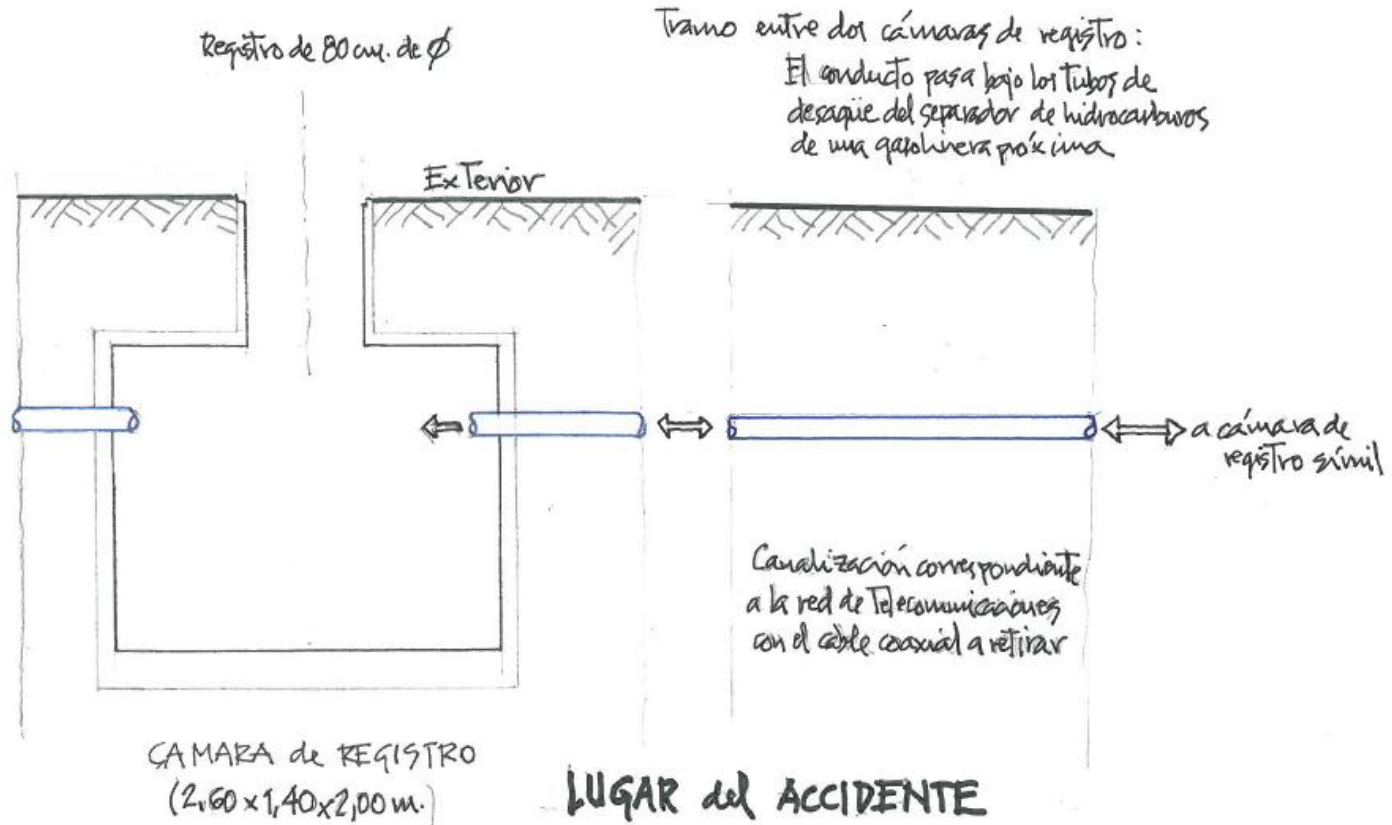 Registro de 80 cm. de Ø
Tramo entre dos cámaras de registro:
El conducto pasa bajo los tubos de
desagüe del separador de hidrocarburos
de una gasolinera próxima
Exterior
a cámara de
registro símil
Canalización correspondiente
a la red de Telecomunicaciones
con el cable coaxial a retirar
CAMARA de REGISTRO
(2,60 x 1,40 x 2,00 m.)
LUGAR del ACCIDENTE